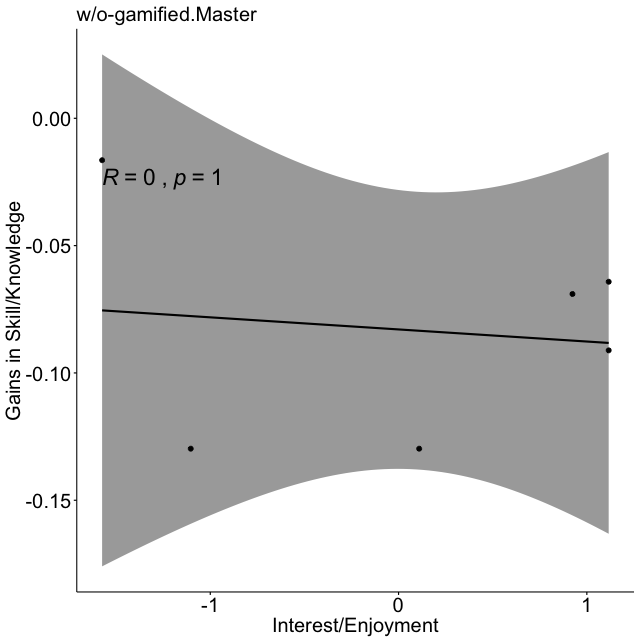 w/o-gamified.Master
Gains in Skill/Knowledge
0.00
-0.05
-0.10
-0.15
R = 0 , p = 1
-1
0
1
Interest/Enjoyment